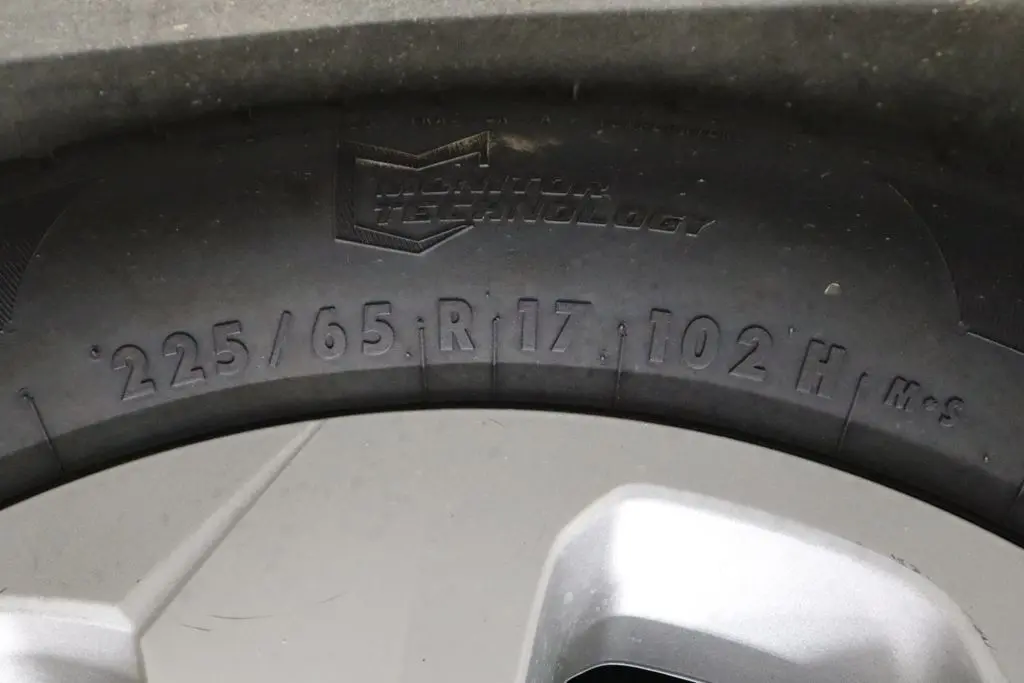 MONITOR
TECHNOLOGY
225/65 R 17 102 H M+S